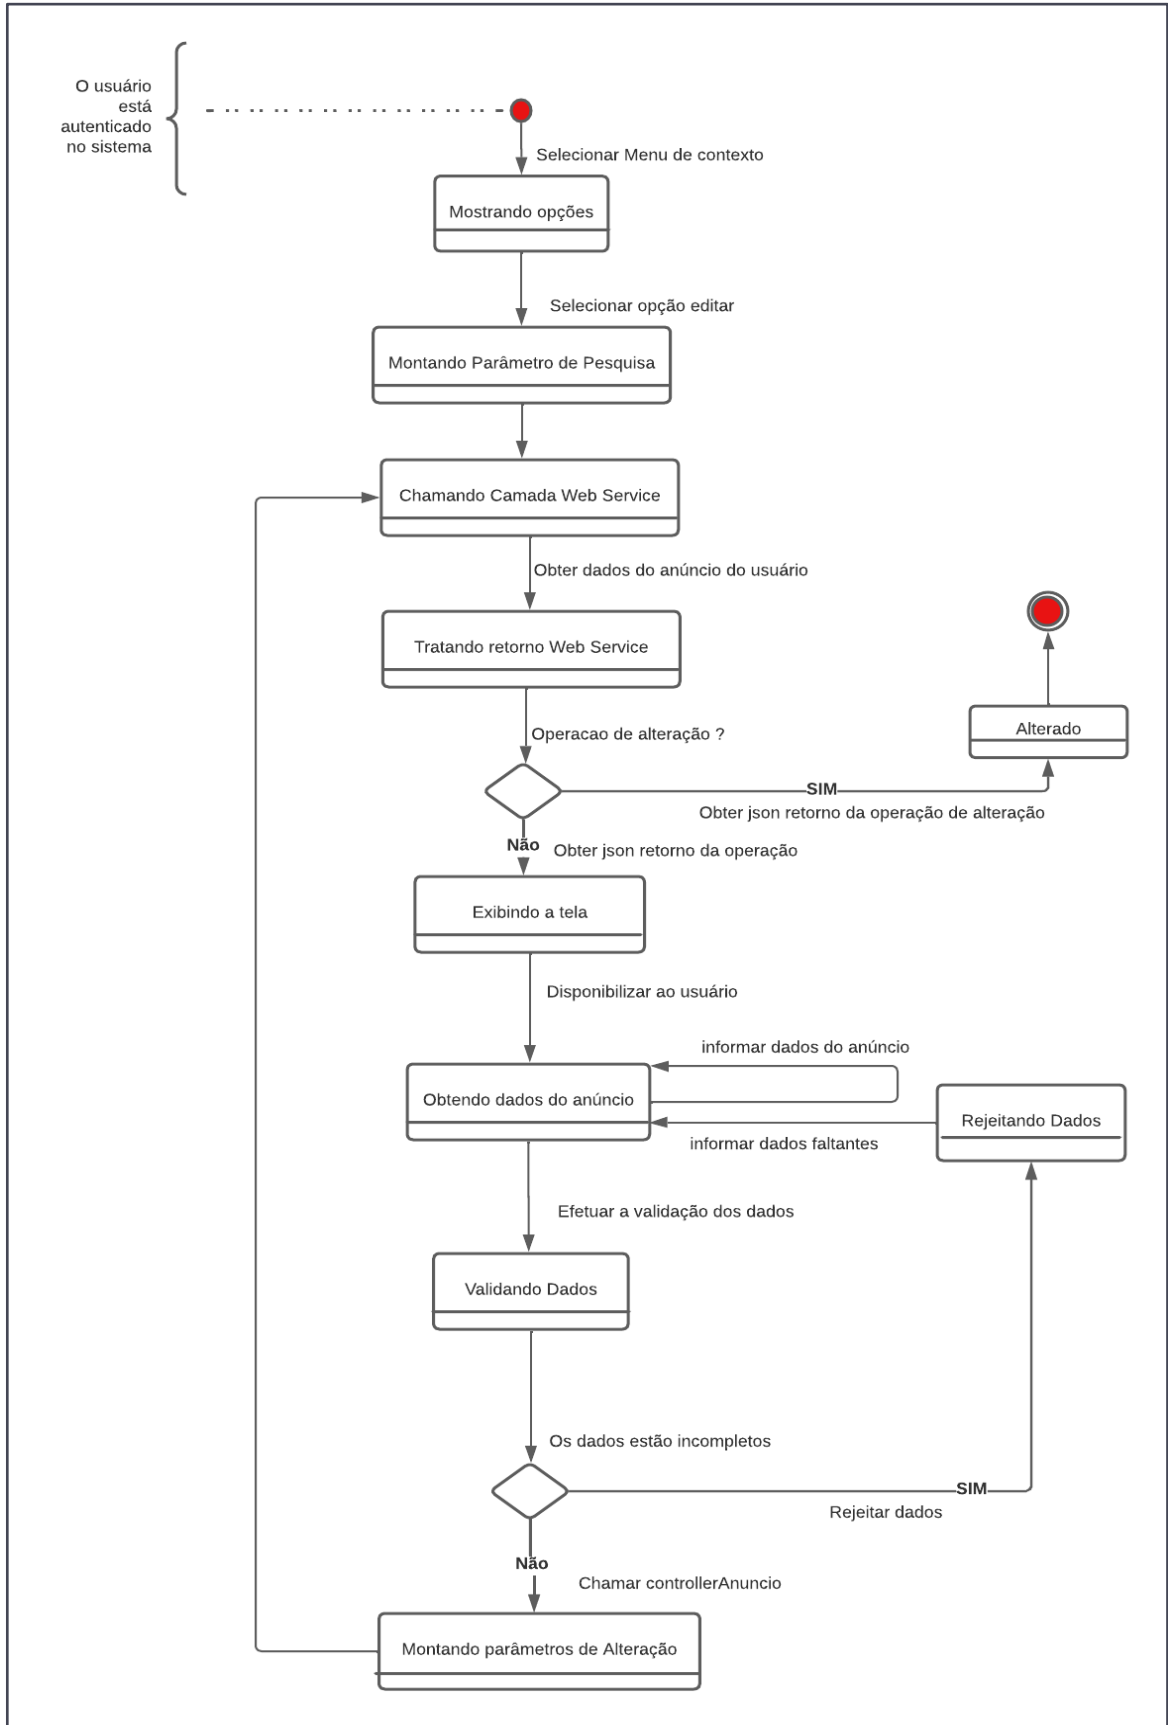 O usuário
está
autenticado
no sistema
Selecionar Menu de contexto
Mostrando opções
Selecionar opção editar
Montando Parâmetro de Pesquisa
Chamando Camada Web Service
Obter dados do anúncio do usuário
Tratando retorno Web Service
Operacao de alteração ?
Alterado
SIM
Obter json retorno da operação de alteração
Não
Obter json retorno da operação
Exibindo a tela
Disponibilizar ao usuário
informar dados do anúncio
Obtendo dados do anúncio
Rejeitando Dados
informar dados faltantes
Efetuar a validação dos dados
Validando Dados
Os dados estão incompletos
SIM
Rejeitar dados
Não
Chamar controllerAnuncio
Montando parâmetros de Alteração